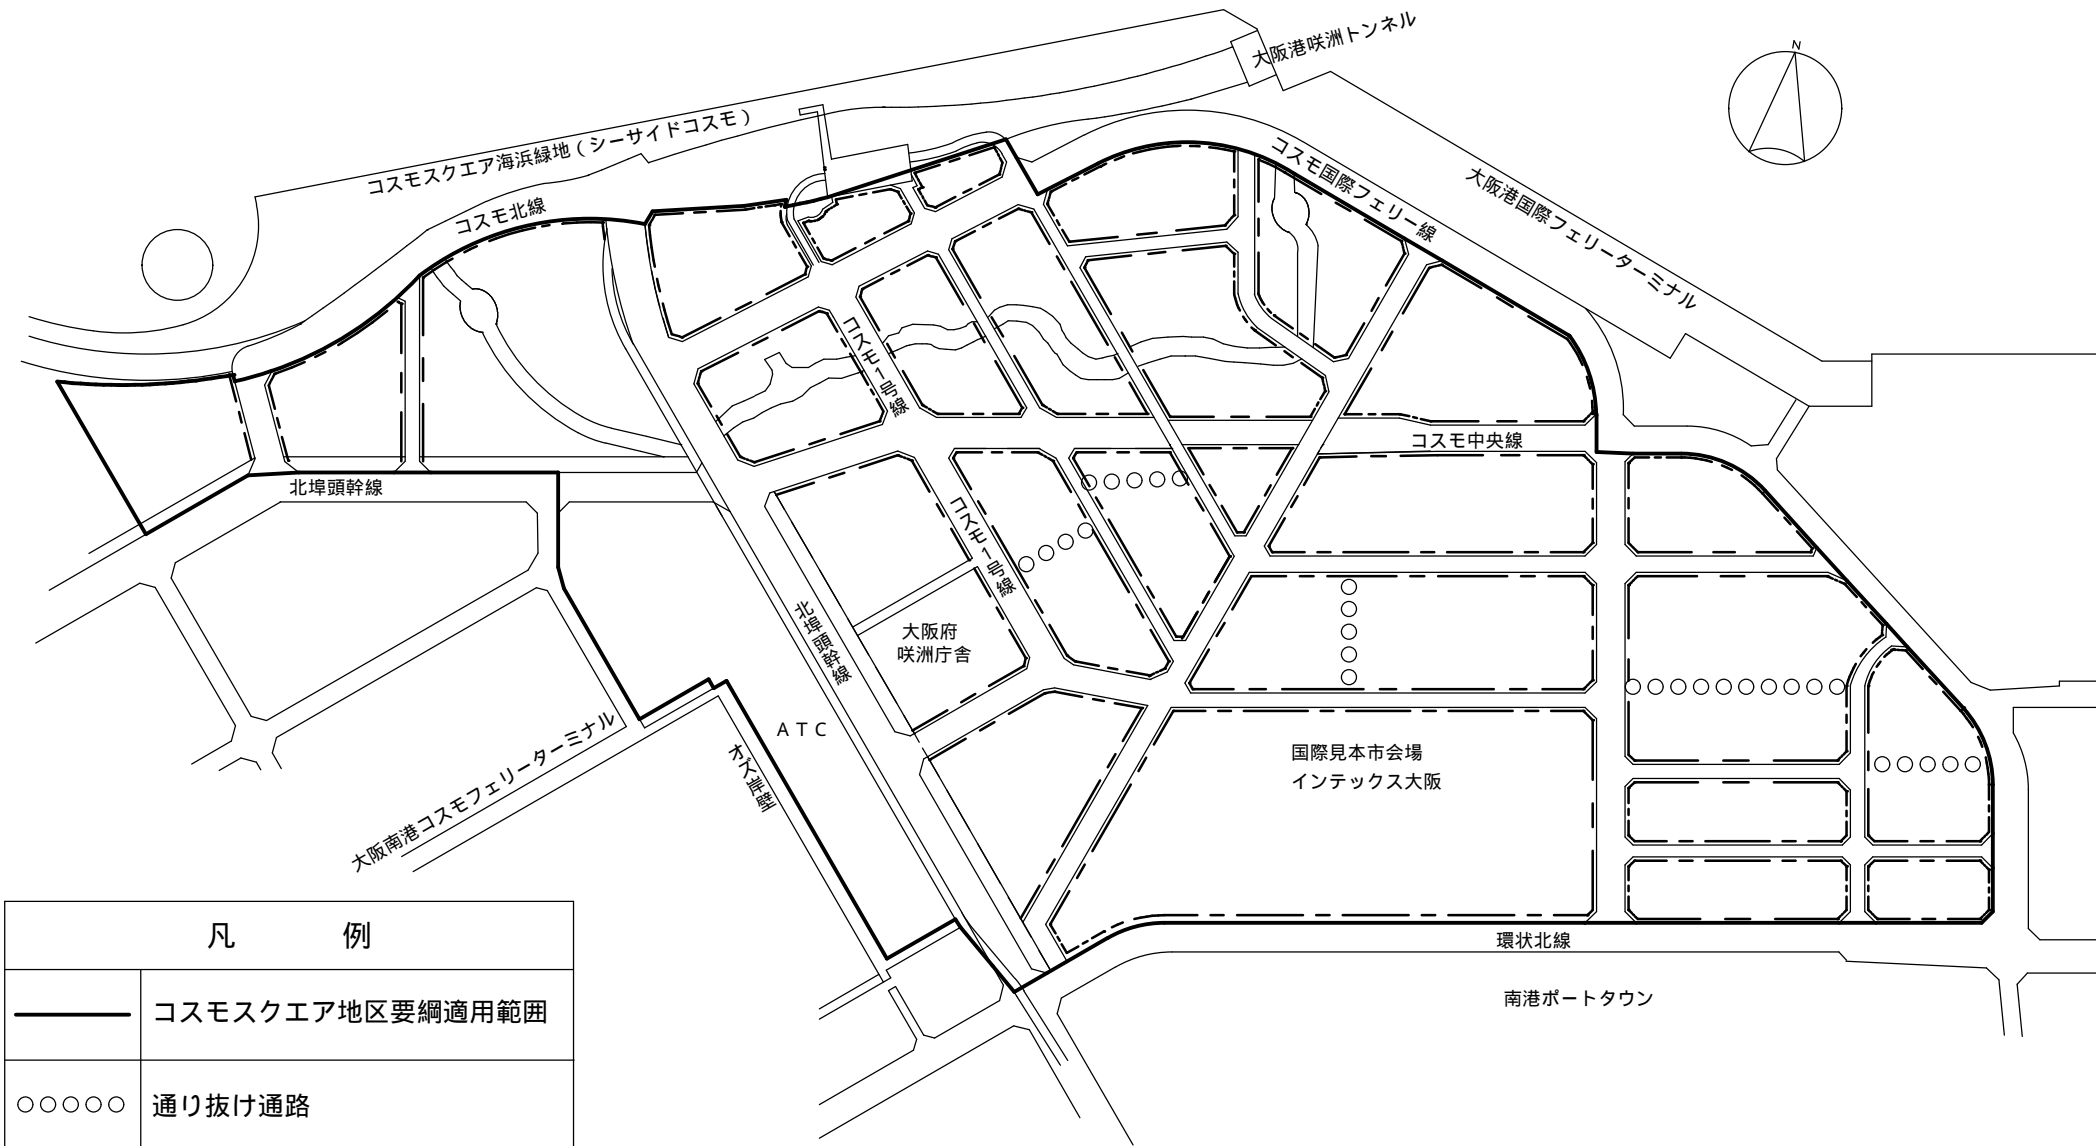 大阪港咲洲トンネル
N
コスモスクエア海浜緑地(シーサイドコスモ)
コスモ北線
コスモ国際フェリー線
大阪港国際フェリーターミナル
コスモ1号線
コスモ中央線
北埠頭幹線
コスモ1号線
北埠頭幹線
大阪府
咲洲庁舎
ATC
オズ岸壁
大阪南港コスモフェリーターミナル
国際見本市会場
インテックス大阪
環状北線
南港ポートタウン
凡 例
コスモスクエア地区要綱適用範囲
通り抜け通路